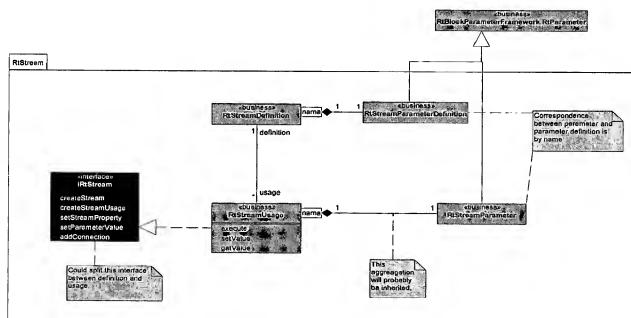 «business»
RtBlockParameterFramework.RtParameter
RtStream
«business»
RtStreamDefinition
name
1
1
«business»
RtStreamParameterDefinition
Correspondence
between parameter and
parameter definition is
by name
1
definition
«interface»
IRtStream
createStream
createStreamUsage
setStreamProperty
setParameterValue
addConnection
*
usage
«business»
RtStreamUsage
execute
setValue
getValue
name
1
1
«business»
RtStreamParameter
Could split this interface
between definition and
usage.
This
aggreagation
will probably
be inherited.